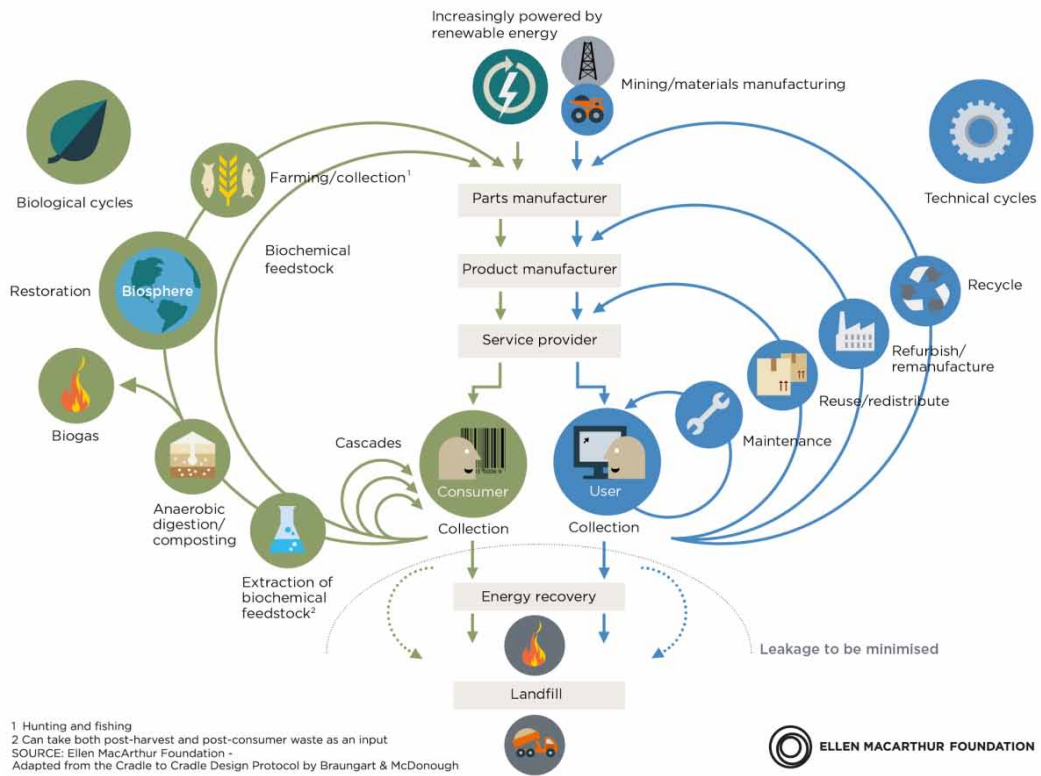 Increasingly powered by
renewable energy
Mining/materials manufacturing
Biological cycles
Technical cycles
Farming/collection¹
Parts manufacturer
Biochemical
feedstock
Product manufacturer
Restoration
Biosphere
Recycle
Service provider
Refurbish/
remanufacture
Reuse/redistribute
Biogas
Cascades
Maintenance
Consumer
User
Anaerobic
digestion/
composting
Collection
Collection
Extraction of
biochemical
feedstock²
Energy recovery
Leakage to be minimised
Landfill
1 Hunting and fishing
2 Can take both post-harvest and post-consumer waste as an input
SOURCE: Ellen MacArthur Foundation -
Adapted from the Cradle to Cradle Design Protocol by Braungart & McDonough
ELLEN MACARTHUR FOUNDATION